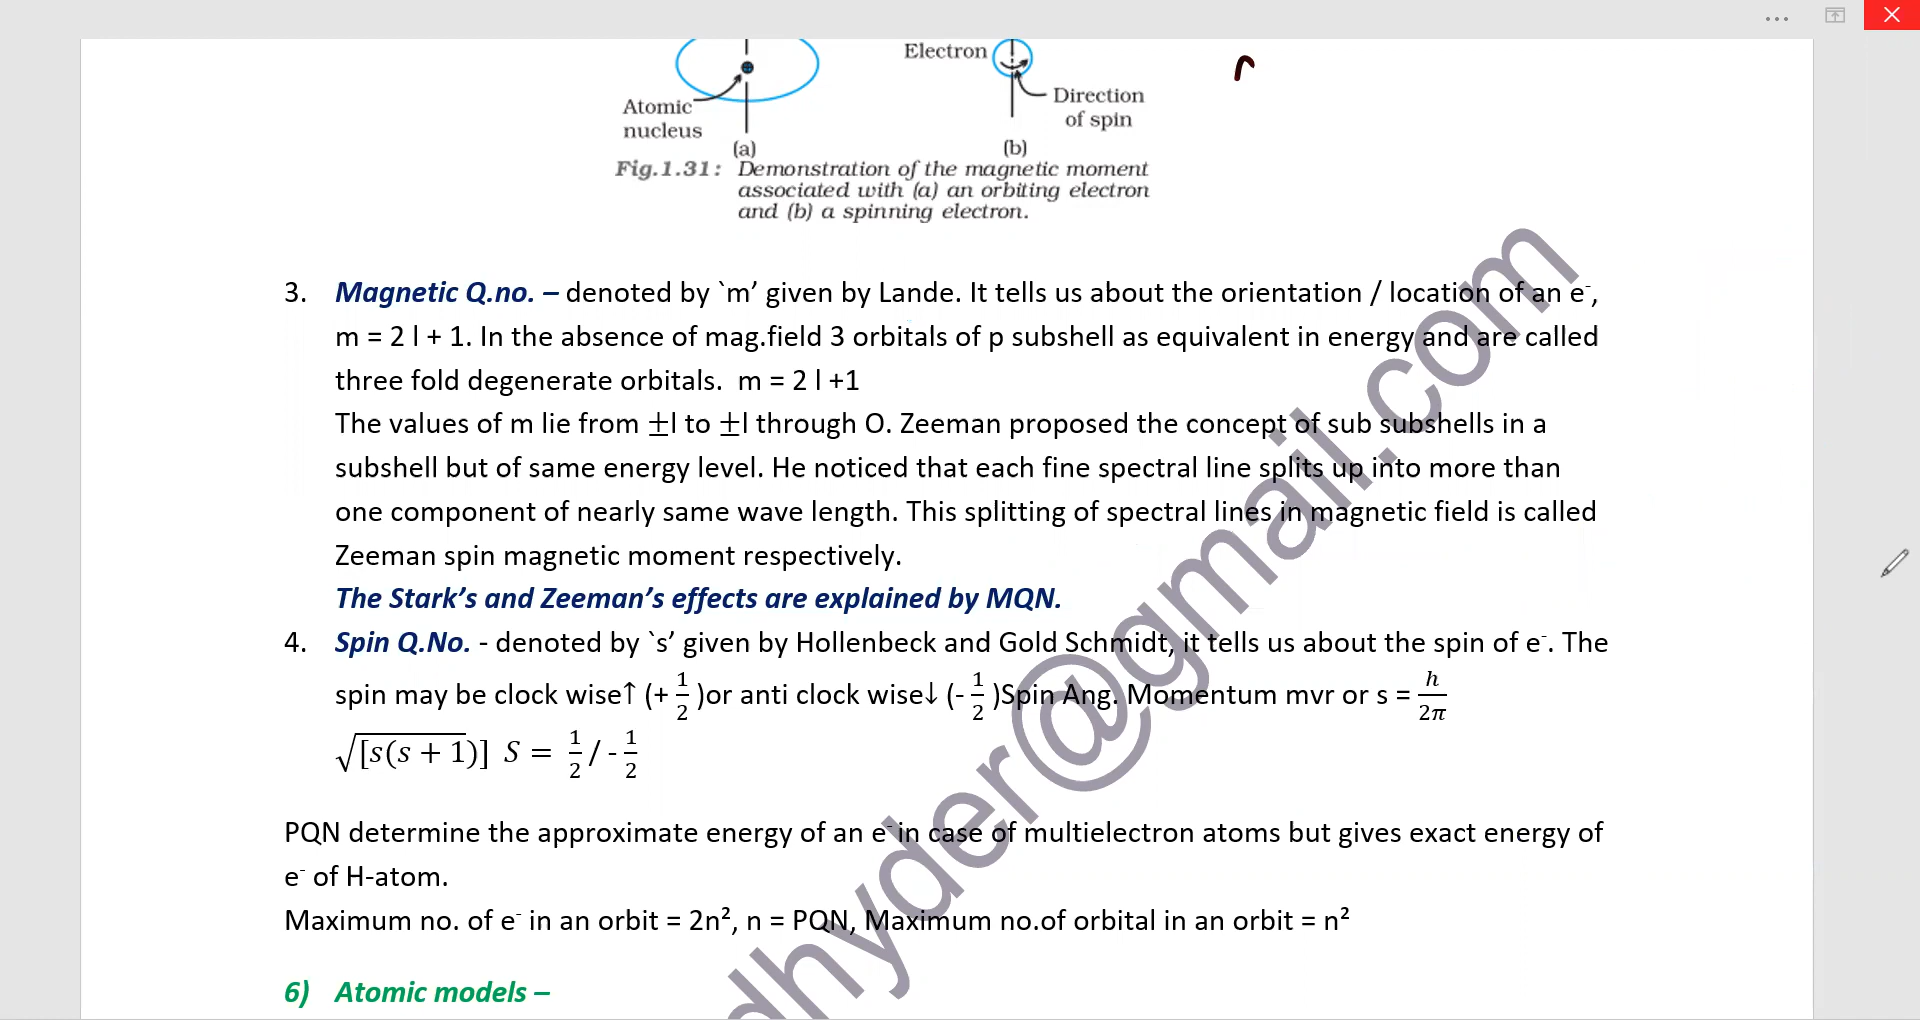 Electron
Atomic
nucleus
Direction
of spin
(a)
(b)
Fig.1.31: Demonstration of the magnetic moment
associated with (a) an orbiting electron
and (b) a spinning electron.
3. Magnetic Q.no. – denoted by `m’ given by Lande. It tells us about the orientation / location of an e⁻,
m = 2 l + 1. In the absence of mag.field 3 orbitals of p subshell as equivalent in energy and are called
three fold degenerate orbitals. m = 2 l +1
The values of m lie from ±l to ±l through O. Zeeman proposed the concept of sub subshells in a
subshell but of same energy level. He noticed that each fine spectral line splits up into more than
one component of nearly same wave length. This splitting of spectral lines in magnetic field is called
Zeeman spin magnetic moment respectively.
The Stark’s and Zeeman’s effects are explained by MQN.
4. Spin Q.No. - denoted by `s’ given by Hollenbeck and Gold Schmidt, it tells us about the spin of e⁻. The
spin may be clock wise↑ (+ 1/2 )or anti clock wise↓ (- 1/2 )Spin Ang. Momentum mvr or s = h/2π
√[s(s + 1)] S = 1/2 / - 1/2
PQN determine the approximate energy of an e⁻ in case of multielectron atoms but gives exact energy of
e⁻ of H-atom.
Maximum no. of e⁻ in an orbit = 2n², n = PQN, Maximum no.of orbital in an orbit = n²
6) Atomic models –
dhyder@gmail.com